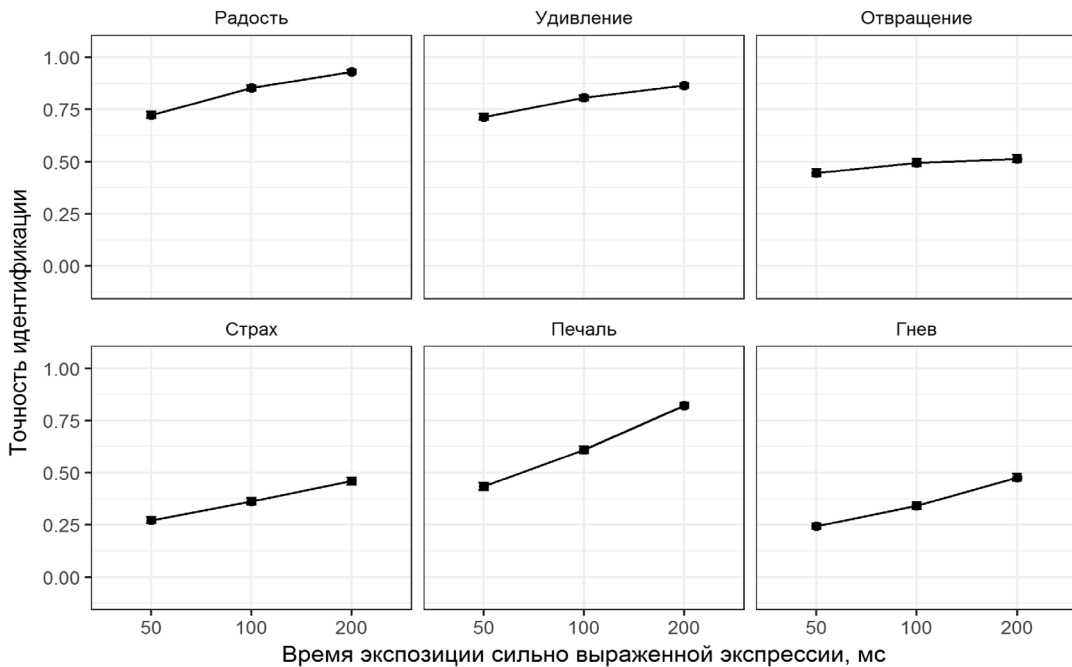 Радость Удивление Отвращение
1.00
0.75
0.50
0.25
0.00
Точность идентификации
Страх Печаль Гнев
1.00
0.75
0.50
0.25
0.00
50 100 200 50 100 200 50 100 200
Время экспозиции сильно выраженной экспрессии, мс